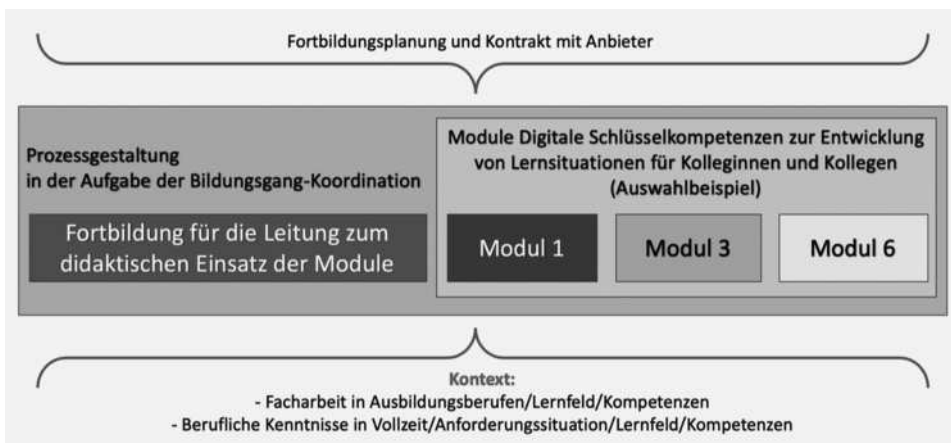 Fortbildungsplanung und Kontrakt mit Anbieter
Prozessgestaltung
in der Aufgabe der Bildungsgang-Koordination
Fortbildung für die Leitung zum
didaktischen Einsatz der Module
Module Digitale Schlüsselkompetenzen zur Entwicklung
von Lernsituationen für Kolleginnen und Kollegen
(Auswahlbeispiel)
Modul 1
Modul 3
Modul 6
Kontext:
- Facharbeit in Ausbildungsberufen/Lernfeld/Kompetenzen
- Berufliche Kenntnisse in Vollzeit/Anforderungssituation/Lernfeld/Kompetenzen